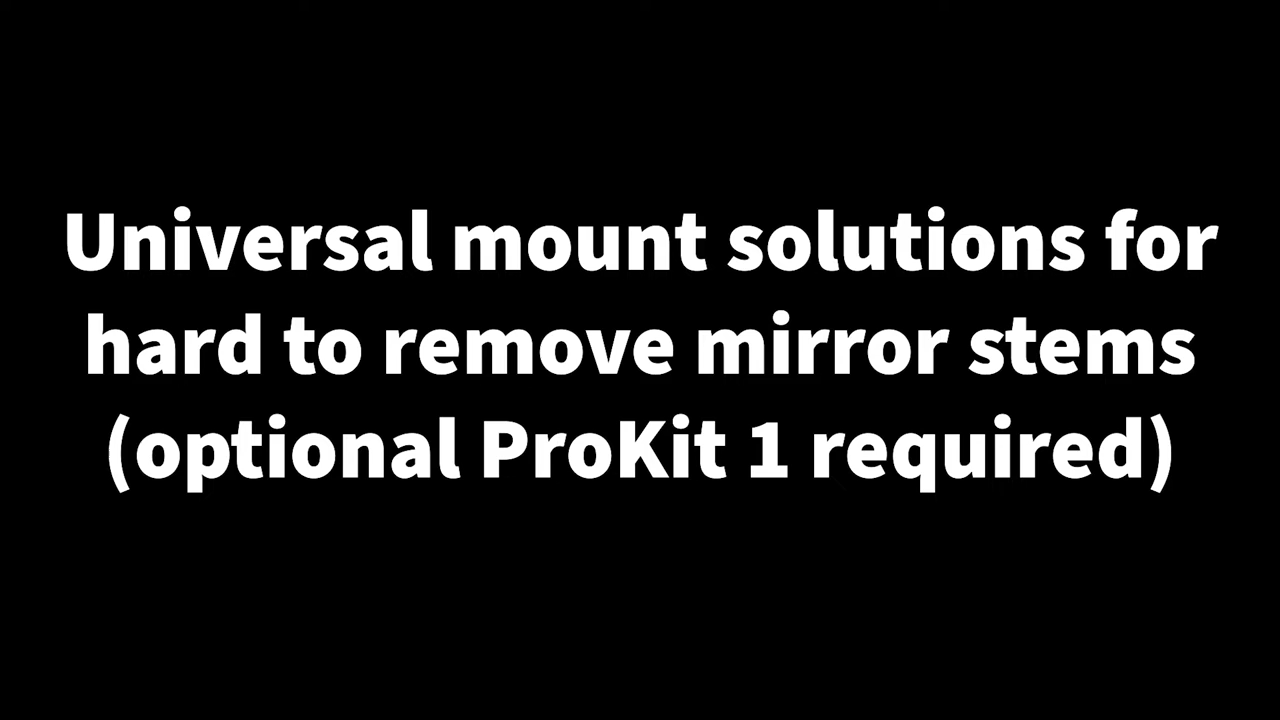 Universal mount solutions for
hard to remove mirror stems
(optional ProKit 1 required)